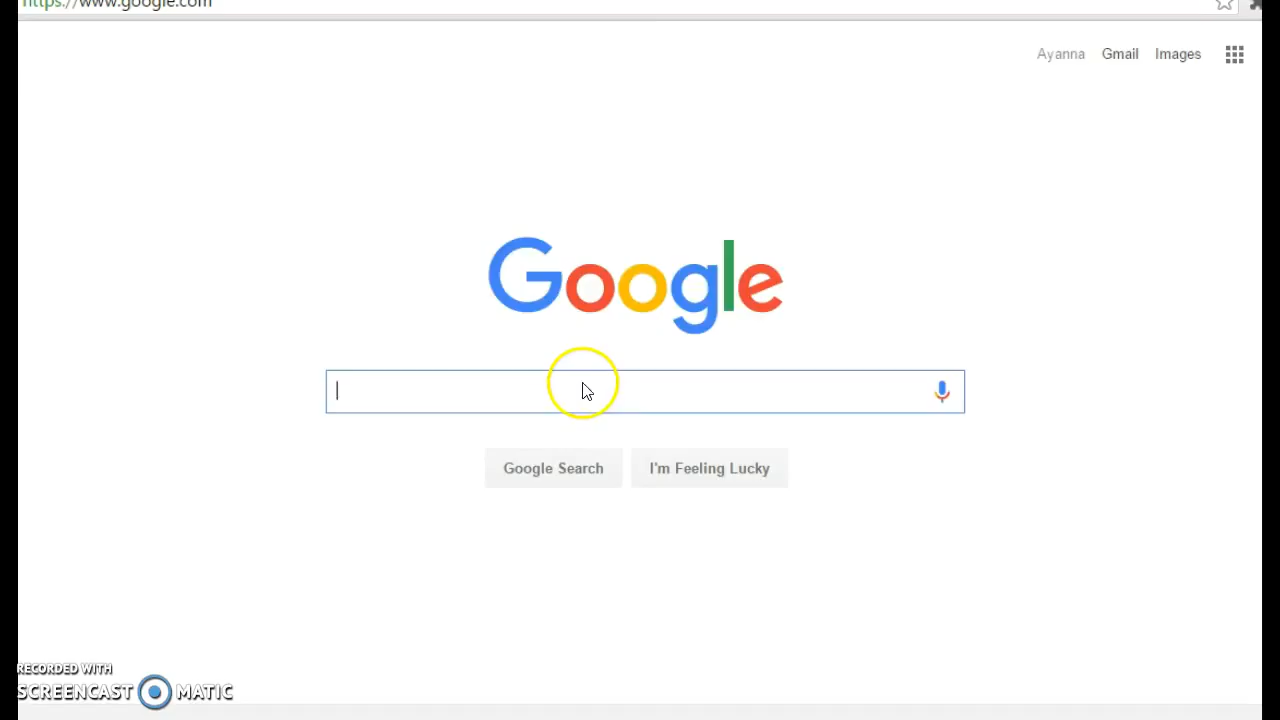 https://www.google.com
Ayanna Gmail Images
Google
Google Search I'm Feeling Lucky
RECORDED WITH
SCREENCAST MATIC